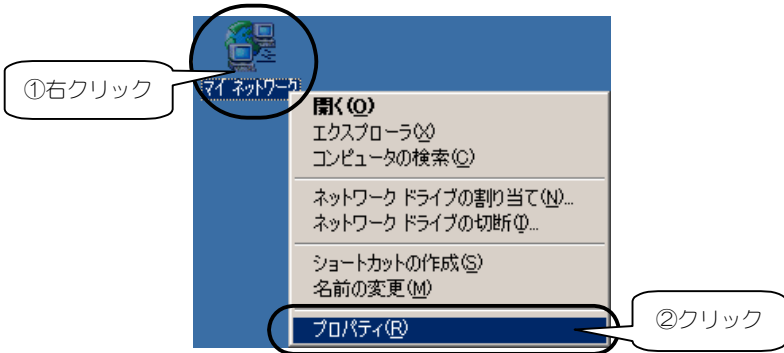 ①右クリック
マイ ネットワーク
開く(O)
エクスプローラ(X)
コンピュータの検索(C)
ネットワーク ドライブの割り当て(N)...
ネットワーク ドライブの切断(I)...
ショートカットの作成(S)
名前の変更(M)
プロパティ(R)
②クリック